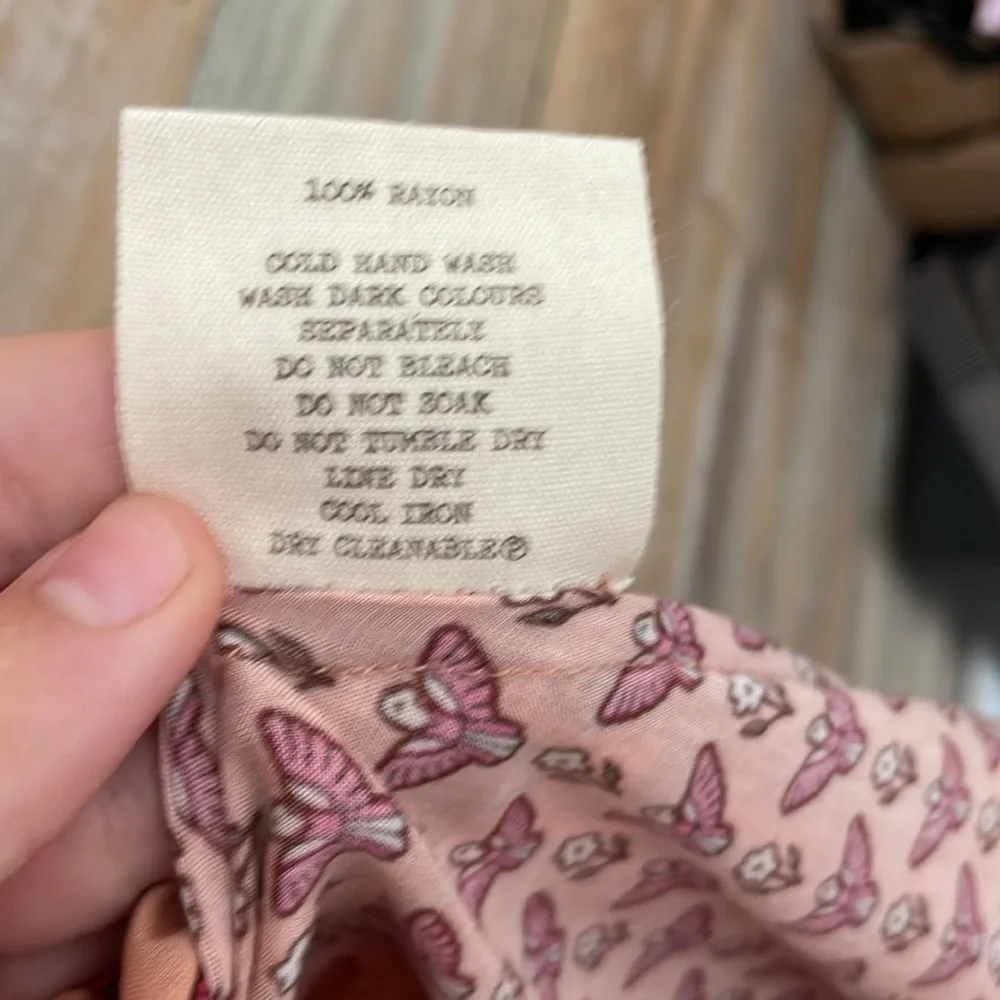 100% RAYON
COLD HAND WASH
WASH DARK COLOURS
SEPARATELY
DO NOT BLEACH
DO NOT SOAK
DO NOT TUMBLE DRY
LINE DRY
COOL IRON
DRY CLEANABLEⓅ